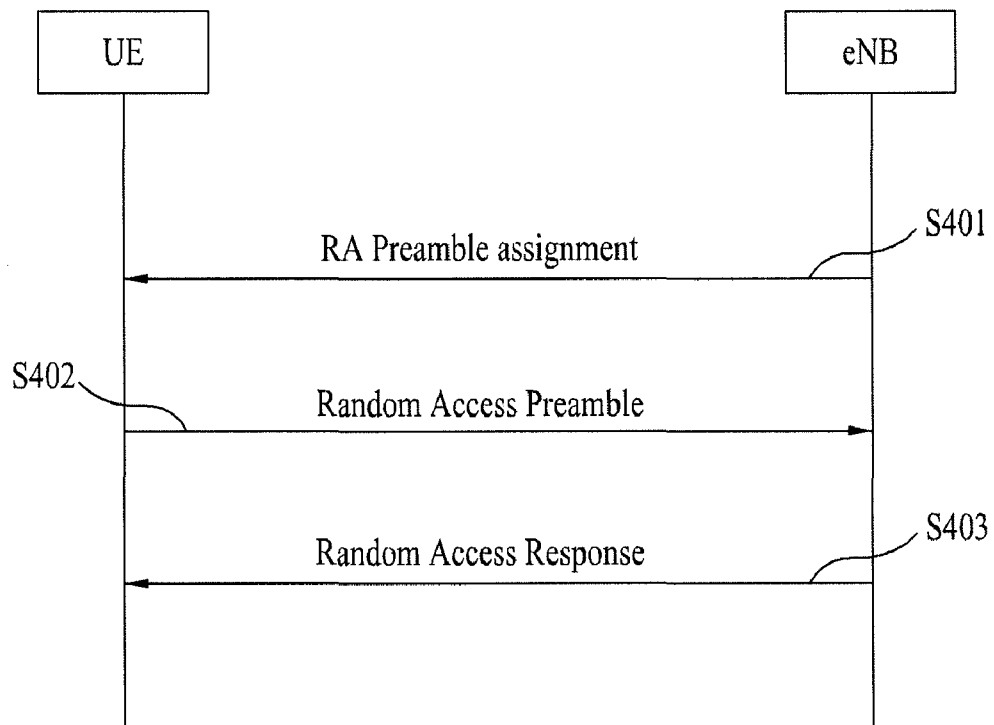 UE
eNB
S401
RA Preamble assignment
S402
Random Access Preamble
S403
Random Access Response